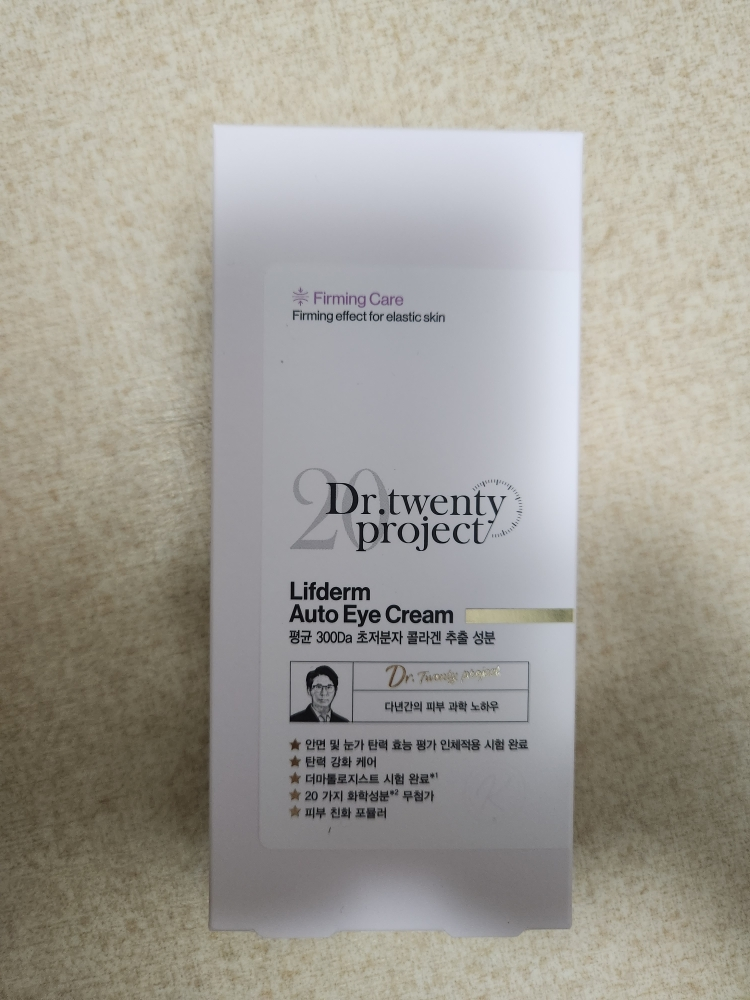 Firming Care
Firming effect for elastic skin
20
Dr.twenty
project
Lifderm
Auto Eye Cream
평균 300Da 초저분자 콜라겐 추출 성분
Dr. Twenty project
다년간의 피부 과학 노하우
★ 안면 및 눈가 탄력 효능 평가 인체적용 시험 완료
★ 탄력 강화 케어
★ 더마톨로지스트 시험 완료*1
★ 20 가지 화학성분*2 무첨가
★ 피부 친화 포뮬러